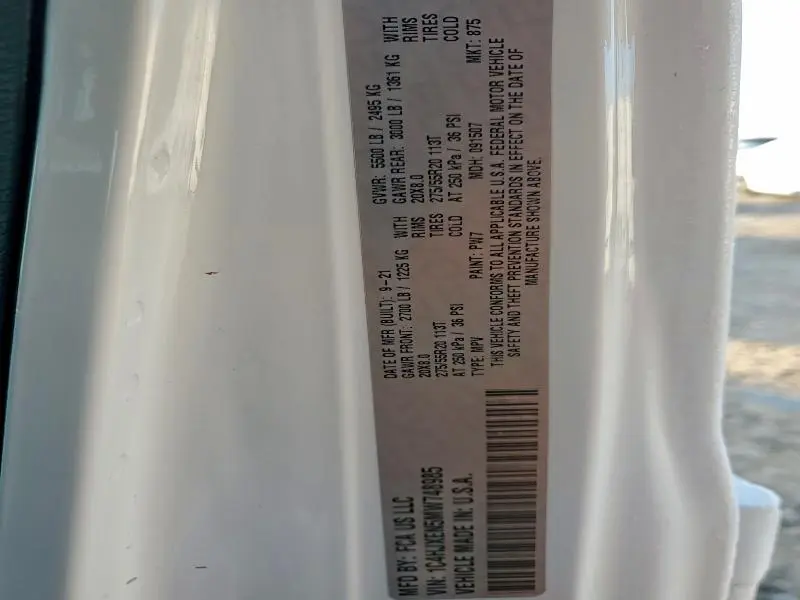 MFD BY: FCA US LLC
VIN: 1C4HJXEN5MW748985
VEHICLE MADE IN: U.S.A.
DATE OF MFR (BUILT): 9-21 GVWR: 5500 LB / 2495 KG
GAWR FRONT: 2700 LB / 1225 KG WITH GAWR REAR: 3000 LB / 1361 KG WITH
20X8.0 RIMS 20X8.0 RIMS
275/55R20 113T TIRES 275/55R20 113T TIRES
AT 250 kPa / 36 PSI COLD AT 250 kPa / 36 PSI COLD
TYPE: MPV PAINT: PW7 MDH: 091507 MKT: 875
THIS VEHICLE CONFORMS TO ALL APPLICABLE U.S.A. FEDERAL MOTOR VEHICLE
SAFETY AND THEFT PREVENTION STANDARDS IN EFFECT ON THE DATE OF
MANUFACTURE SHOWN ABOVE.